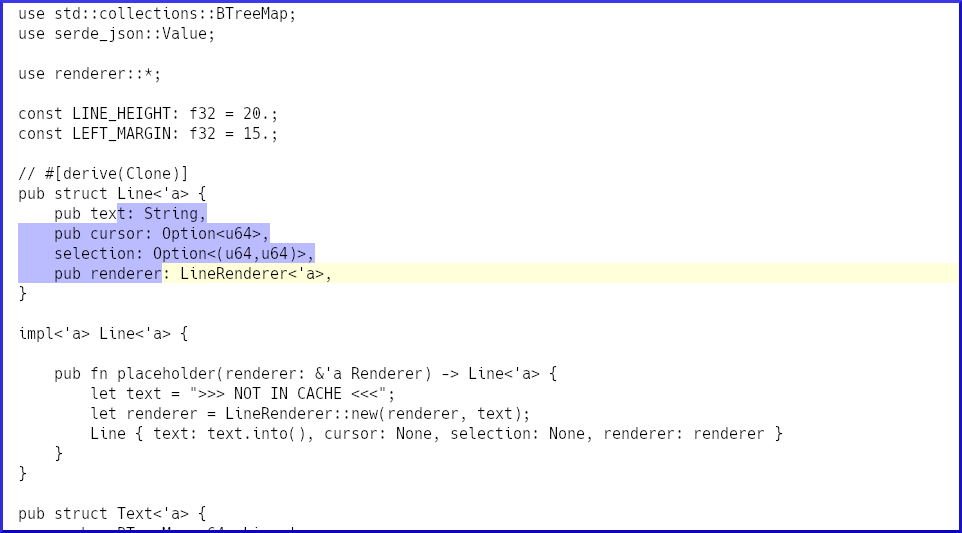 use std::collections::BTreeMap;
use serde_json::Value;

use renderer::*;

const LINE_HEIGHT: f32 = 20.;
const LEFT_MARGIN: f32 = 15.;

// #[derive(Clone)]
pub struct Line<'a> {
    pub text: String,
    pub cursor: Option<u64>,
    selection: Option<(u64,u64)>,
    pub renderer: LineRenderer<'a>,
}

impl<'a> Line<'a> {

    pub fn placeholder(renderer: &'a Renderer) -> Line<'a> {
        let text = ">>> NOT IN CACHE <<<";
        let renderer = LineRenderer::new(renderer, text);
        Line { text: text.into(), cursor: None, selection: None, renderer: renderer }
    }
}

pub struct Text<'a> {